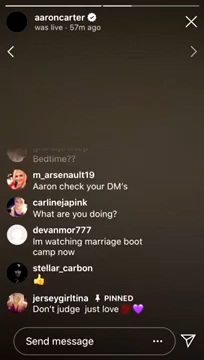 aaroncarter
was live · 57m ago
Bedtime??
m_arsenault19
Aaron check your DM's
carlinejapink
What are you doing?
devanmor777
Im watching marriage boot
camp now
stellar_carbon
👍
jerseygirltina PINNED
Don't judge just love❤️💜
Send message